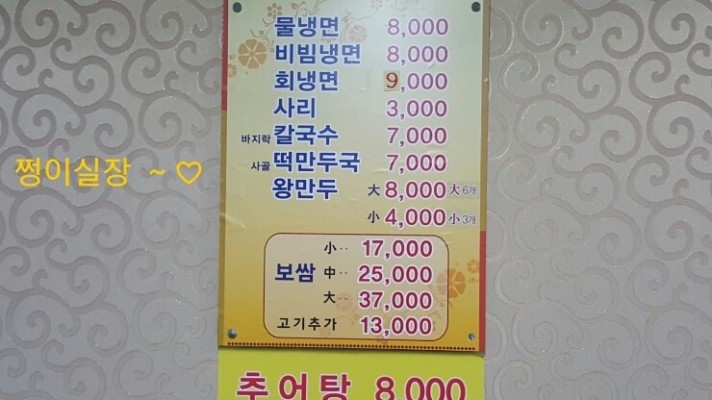 물냉면 8,000
비빔냉면 8,000
회냉면 9,000
사리 3,000
바지락 칼국수 7,000
사골 떡만두국 7,000
왕만두 大 8,000 大 6개
小 4,000 小 3개
小·· 17,000
보쌈 中·· 25,000
大·· 37,000
고기추가 13,000
추어탕 8,000
쩡이실장 ~♡